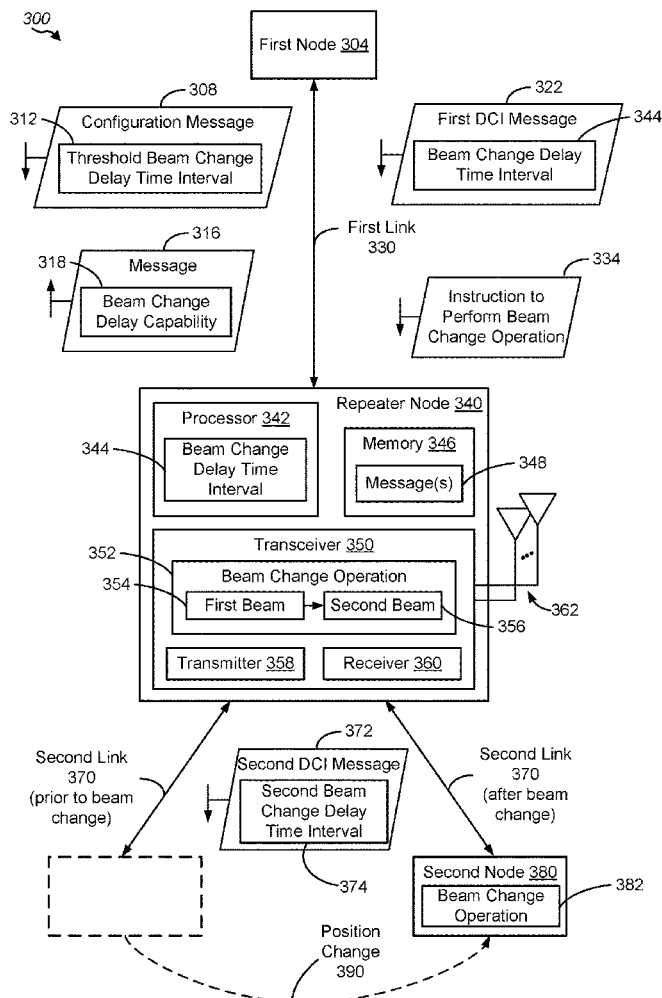 300
First Node 304
308
Configuration Message
312
Threshold Beam Change
Delay Time Interval
322
First DCI Message
344
Beam Change Delay
Time Interval
First Link
330
316
Message
318
Beam Change
Delay Capability
334
Instruction to
Perform Beam
Change Operation
Repeater Node 340
Processor 342
344
Beam Change
Delay Time
Interval
Memory 346
348
Message(s)
Transceiver 350
352
Beam Change Operation
354
First Beam
Second Beam
356
362
Transmitter 358
Receiver 360
Second Link
370
(prior to beam
change)
372
Second DCI Message
Second Beam
Change Delay
Time Interval
374
Second Link
370
(after beam
change)
Second Node 380
382
Beam Change
Operation
Position
Change
390